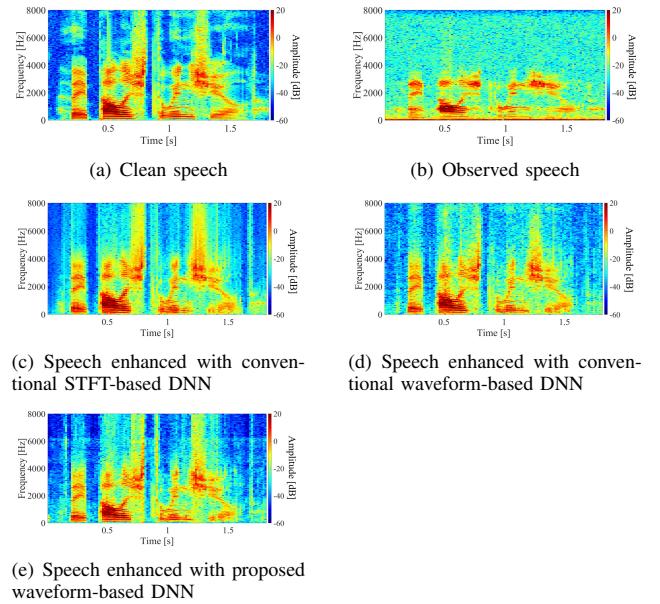 8000
6000
4000
2000
0
Frequency [Hz]
0.5
1
1.5
Time [s]
20
0
-20
-40
-60
Amplitude [dB]
(a) Clean speech
8000
6000
4000
2000
0
Frequency [Hz]
0.5
1
1.5
Time [s]
20
0
-20
-40
-60
Amplitude [dB]
(b) Observed speech
8000
6000
4000
2000
0
Frequency [Hz]
0.5
1
1.5
Time [s]
20
0
-20
-40
-60
Amplitude [dB]
(c) Speech enhanced with conven-
tional STFT-based DNN
8000
6000
4000
2000
0
Frequency [Hz]
0.5
1
1.5
Time [s]
20
0
-20
-40
-60
Amplitude [dB]
(d) Speech enhanced with conven-
tional waveform-based DNN
8000
6000
4000
2000
0
Frequency [Hz]
0.5
1
1.5
Time [s]
20
0
-20
-40
-60
Amplitude [dB]
(e) Speech enhanced with proposed
waveform-based DNN